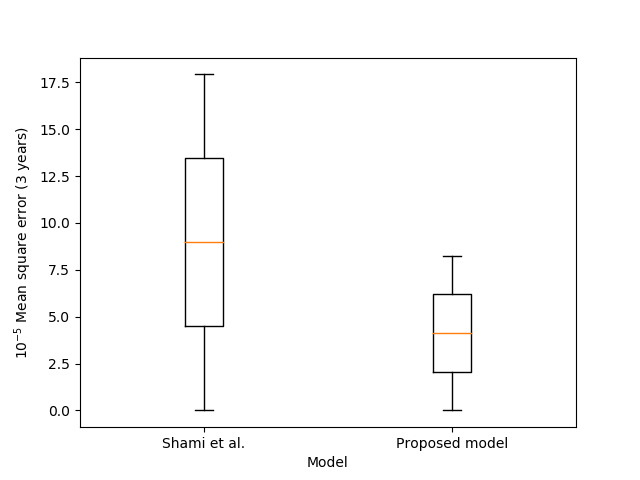 17.5
15.0
12.5
10.0
7.5
5.0
2.5
0.0
10⁻⁵ Mean square error (3 years)
Shami et al.
Proposed model
Model